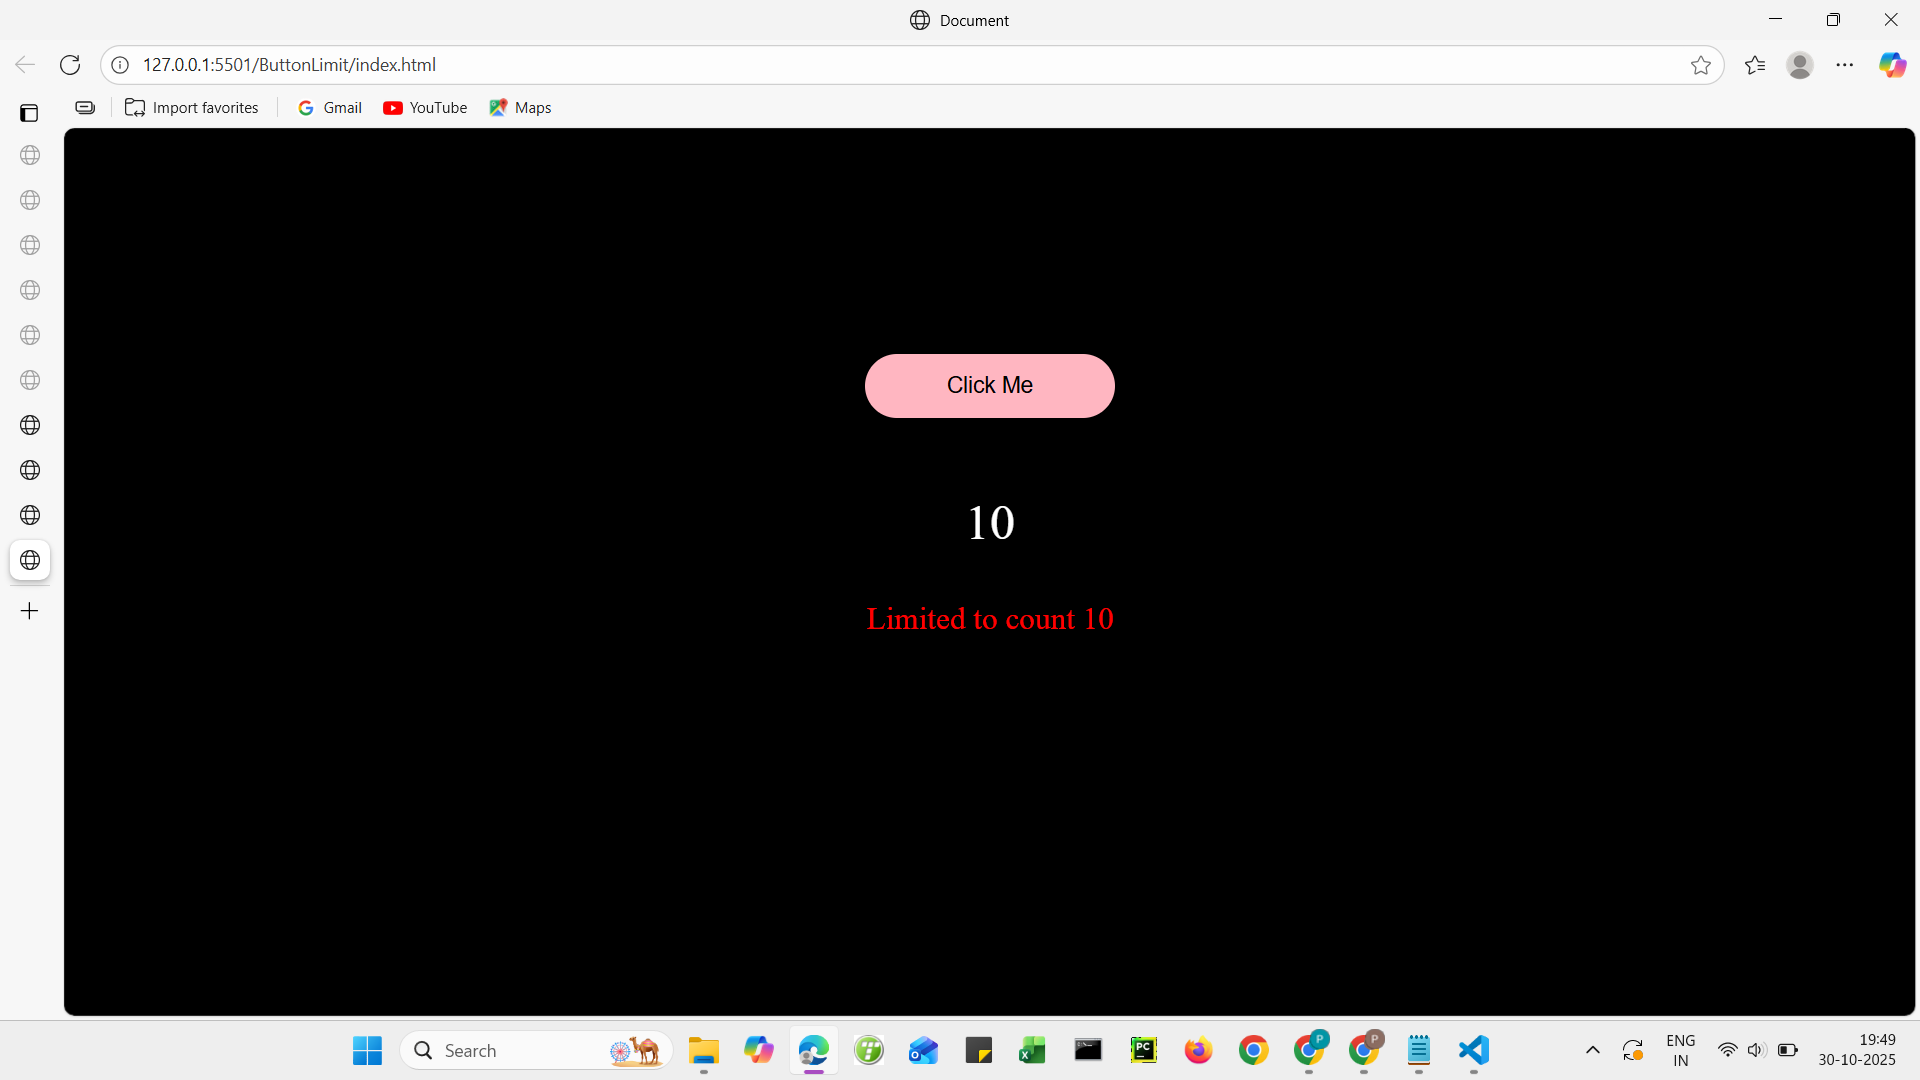 Document
127.0.0.1:5501/ButtonLimit/index.html
Import favorites
Gmail
YouTube
Maps
Click Me
10
Limited to count 10
Search
ENG
IN
19:49
30-10-2025